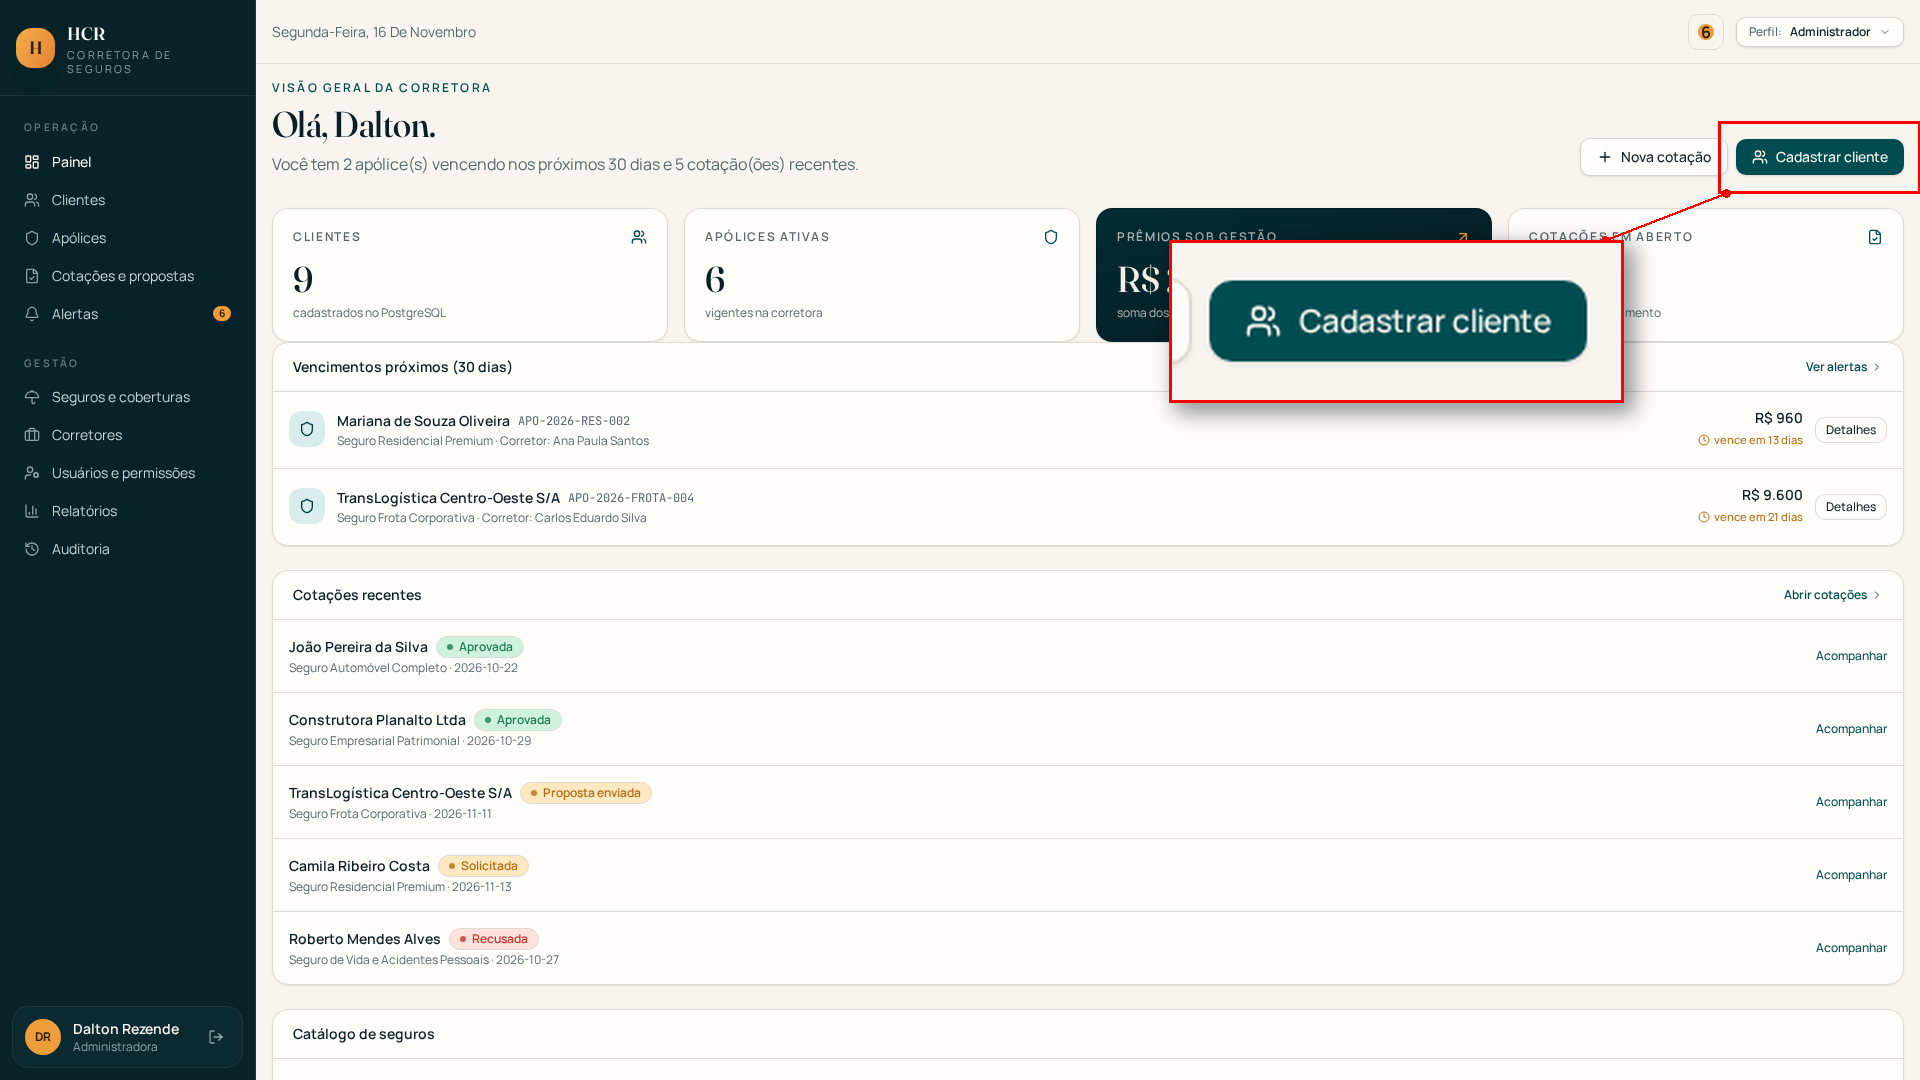 H
HCR
CORRETORA DE
SEGUROS
OPERAÇÃO
Painel
Clientes
Apólices
Cotações e propostas
Alertas 6
GESTÃO
Seguros e coberturas
Corretores
Usuários e permissões
Relatórios
Auditoria
DR
Dalton Rezende
Administradora
Segunda-Feira, 16 De Novembro
6
Perfil: Administrador
VISÃO GERAL DA CORRETORA
Olá, Dalton.
Você tem 2 apólice(s) vencendo nos próximos 30 dias e 5 cotação(ões) recentes.
Nova cotação
Cadastrar cliente
CLIENTES
9
cadastrados no PostgreSQL
APÓLICES ATIVAS
6
vigentes na corretora
PRÊMIOS SOB GESTÃO
R$
soma dos
COTAÇÕES EM ABERTO
Cadastrar cliente
Vencimentos próximos (30 dias)
Ver alertas
Mariana de Souza Oliveira APO-2026-RES-002
Seguro Residencial Premium · Corretor: Ana Paula Santos
R$ 960
vence em 13 dias
Detalhes
TransLogística Centro-Oeste S/A APO-2026-FROTA-004
Seguro Frota Corporativa · Corretor: Carlos Eduardo Silva
R$ 9.600
vence em 21 dias
Detalhes
Cotações recentes
Abrir cotações
João Pereira da Silva Aprovada
Seguro Automóvel Completo · 2026-10-22
Acompanhar
Construtora Planalto Ltda Aprovada
Seguro Empresarial Patrimonial · 2026-10-29
Acompanhar
TransLogística Centro-Oeste S/A Proposta enviada
Seguro Frota Corporativa · 2026-11-11
Acompanhar
Camila Ribeiro Costa Solicitada
Seguro Residencial Premium · 2026-11-13
Acompanhar
Roberto Mendes Alves Recusada
Seguro de Vida e Acidentes Pessoais · 2026-10-27
Acompanhar
Catálogo de seguros